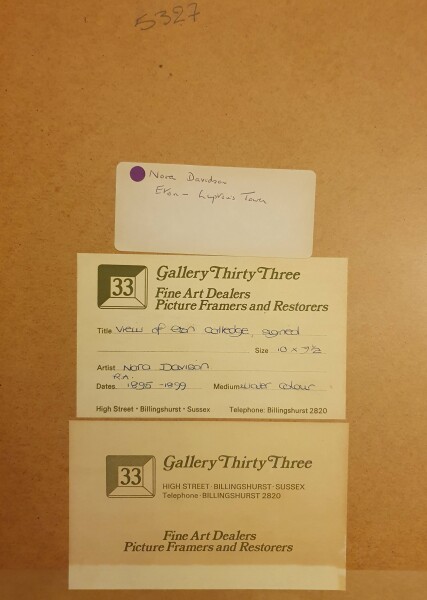 5327
Nora Davidson
Eton - Lupton's Tower
33
Gallery Thirty Three
Fine Art Dealers
Picture Framers and Restorers
Title View of Eton Colledge, signed
Size 10 x 7½
Artist Nora Davison
R.A.
Dates 1895-1899 Medium water colour
High Street · Billingshurst · Sussex Telephone: Billingshurst 2820
33
Gallery Thirty Three
HIGH STREET · BILLINGSHURST · SUSSEX
Telephone · BILLINGSHURST 2820
Fine Art Dealers
Picture Framers and Restorers